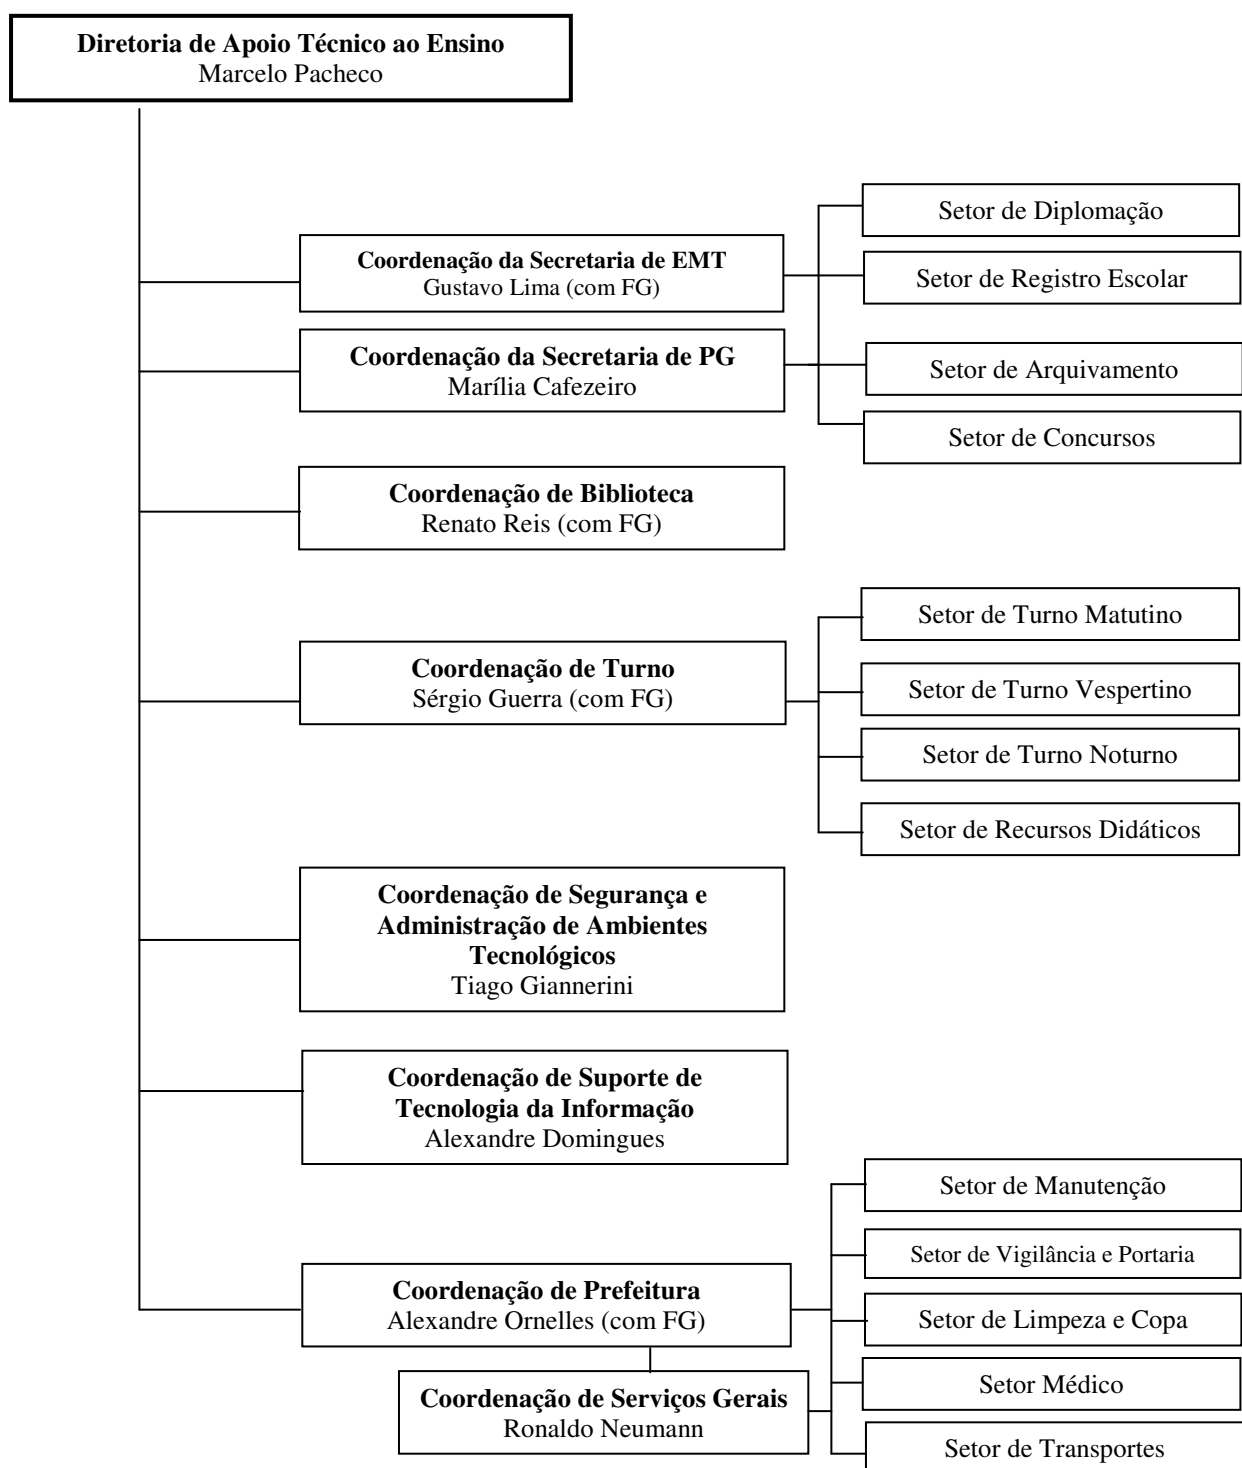 Diretoria de Apoio Técnico ao Ensino
Marcelo Pacheco
Coordenação da Secretaria de EMT
Gustavo Lima (com FG)
Setor de Diplomação
Setor de Registro Escolar
Coordenação da Secretaria de PG
Marília Cafezeiro
Setor de Arquivamento
Setor de Concursos
Coordenação de Biblioteca
Renato Reis (com FG)
Coordenação de Turno
Sérgio Guerra (com FG)
Setor de Turno Matutino
Setor de Turno Vespertino
Setor de Turno Noturno
Setor de Recursos Didáticos
Coordenação de Segurança e
Administração de Ambientes
Tecnológicos
Tiago Giannerini
Coordenação de Suporte de
Tecnologia da Informação
Alexandre Domingues
Coordenação de Prefeitura
Alexandre Ornelles (com FG)
Coordenação de Serviços Gerais
Ronaldo Neumann
Setor de Manutenção
Setor de Vigilância e Portaria
Setor de Limpeza e Copa
Setor Médico
Setor de Transportes